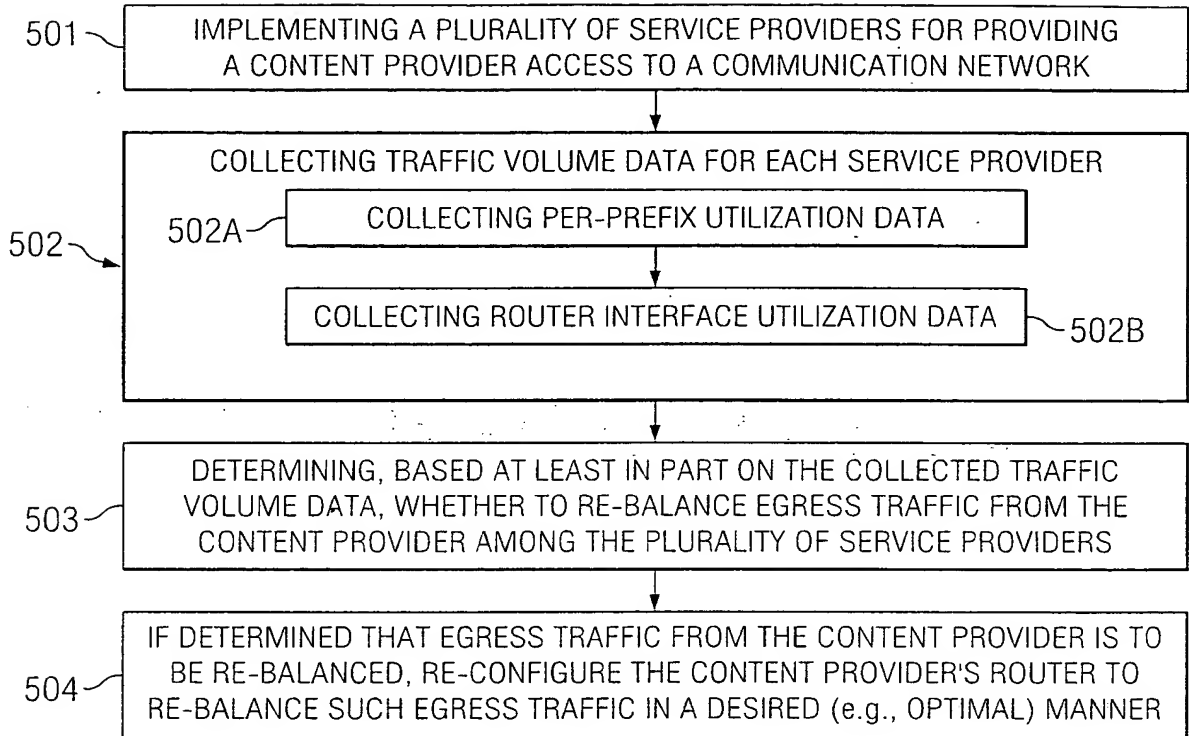 501
IMPLEMENTING A PLURALITY OF SERVICE PROVIDERS FOR PROVIDING
A CONTENT PROVIDER ACCESS TO A COMMUNICATION NETWORK
502
COLLECTING TRAFFIC VOLUME DATA FOR EACH SERVICE PROVIDER
502A
COLLECTING PER-PREFIX UTILIZATION DATA
COLLECTING ROUTER INTERFACE UTILIZATION DATA
502B
503
DETERMINING, BASED AT LEAST IN PART ON THE COLLECTED TRAFFIC
VOLUME DATA, WHETHER TO RE-BALANCE EGRESS TRAFFIC FROM THE
CONTENT PROVIDER AMONG THE PLURALITY OF SERVICE PROVIDERS
504
IF DETERMINED THAT EGRESS TRAFFIC FROM THE CONTENT PROVIDER IS TO
BE RE-BALANCED, RE-CONFIGURE THE CONTENT PROVIDER'S ROUTER TO
RE-BALANCE SUCH EGRESS TRAFFIC IN A DESIRED (e.g., OPTIMAL) MANNER